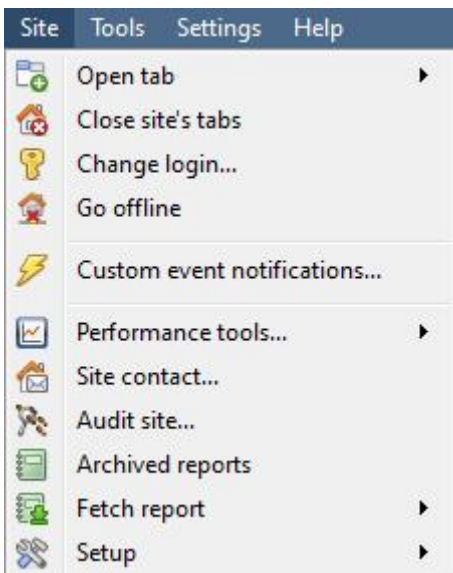 Site Tools Settings Help
Open tab
Close site's tabs
Change login...
Go offline
Custom event notifications...
Performance tools...
Site contact...
Audit site...
Archived reports
Fetch report
Setup